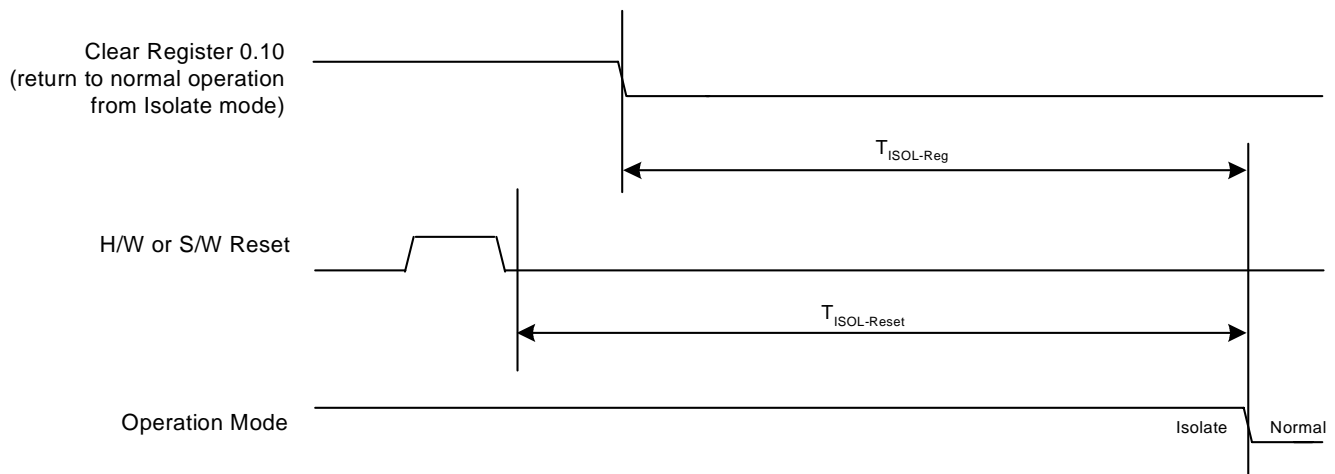 Clear Register 0.10
(return to normal operation
from Isolate mode)
T_ISOL-Reg
H/W or S/W Reset
T_ISOL-Reset
Operation Mode
Isolate
Normal